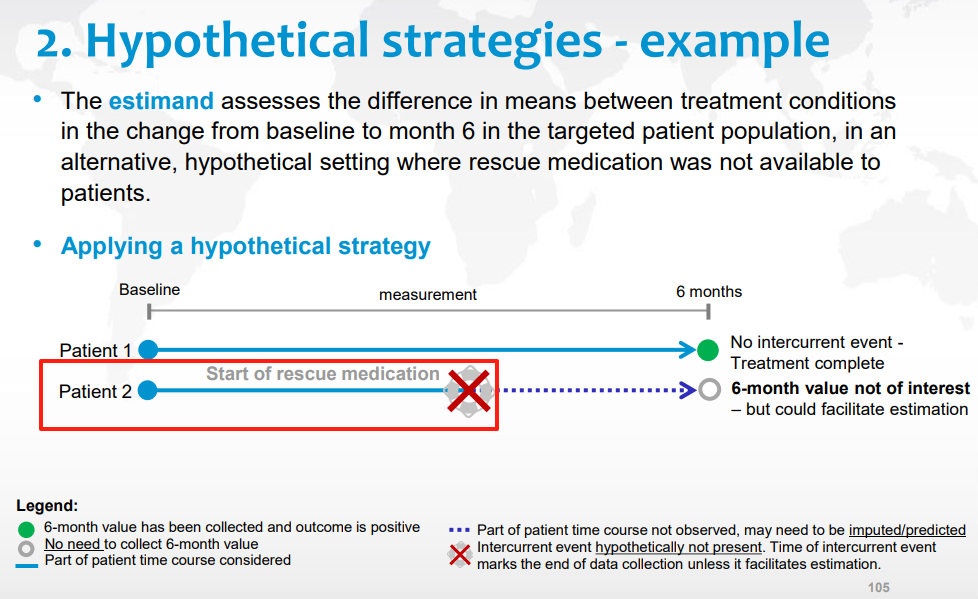 2. Hypothetical strategies - example
• The estimand assesses the difference in means between treatment conditions
in the change from baseline to month 6 in the targeted patient population, in an
alternative, hypothetical setting where rescue medication was not available to
patients.
• Applying a hypothetical strategy
Baseline
measurement
6 months
Patient 1
No intercurrent event -
Treatment complete
Start of rescue medication
Patient 2
6-month value not of interest
– but could facilitate estimation
Legend:
6-month value has been collected and outcome is positive
No need to collect 6-month value
Part of patient time course considered
Part of patient time course not observed, may need to be imputed/predicted
Intercurrent event hypothetically not present. Time of intercurrent event
marks the end of data collection unless it facilitates estimation.
105